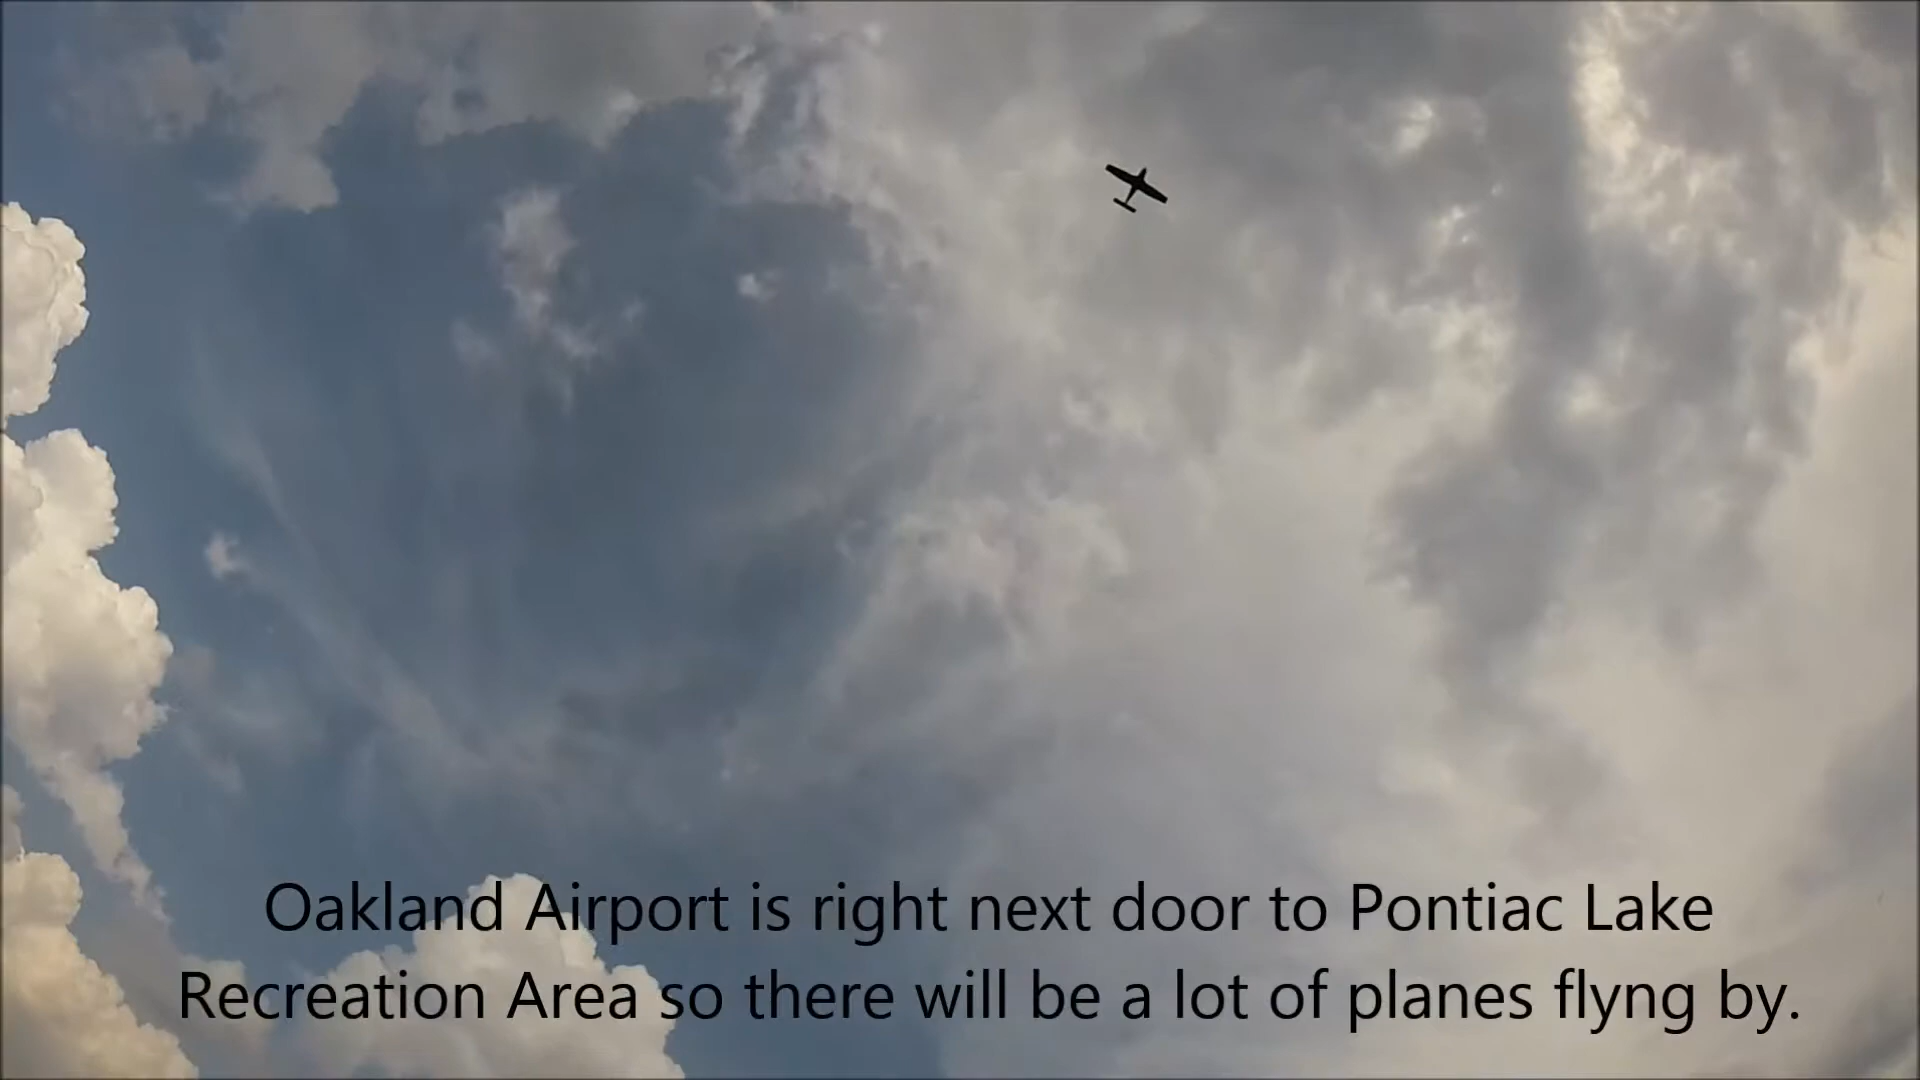 Oakland Airport is right next door to Pontiac Lake
Recreation Area so there will be a lot of planes flyng by.